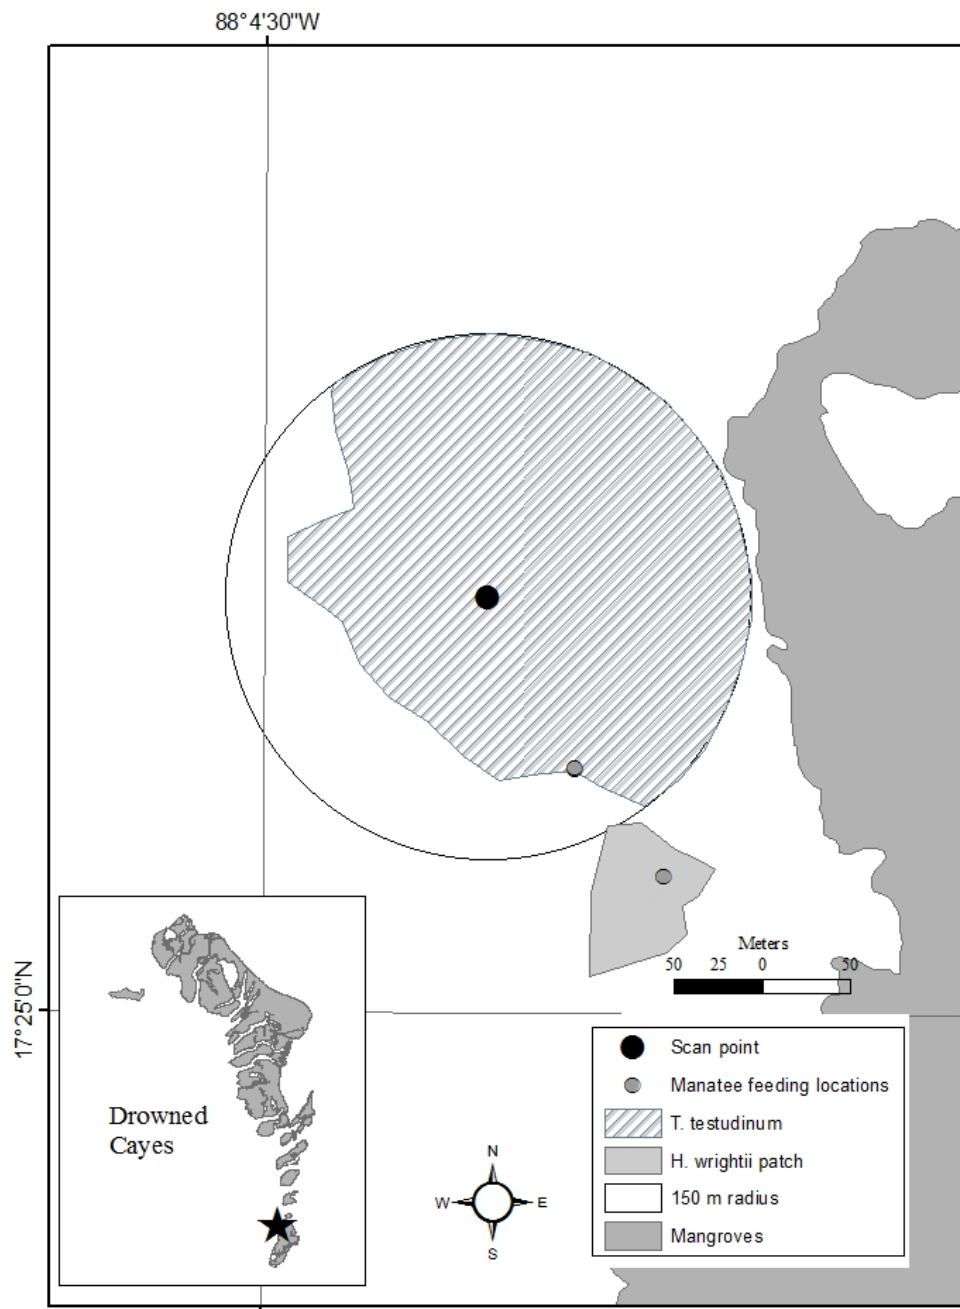 88°4'30"W
17°25'0"N
Drowned
Cayes
Meters
50 25 0 50
N
W E
S
Scan point
Manatee feeding locations
T. testudinum
H. wrightii patch
150 m radius
Mangroves